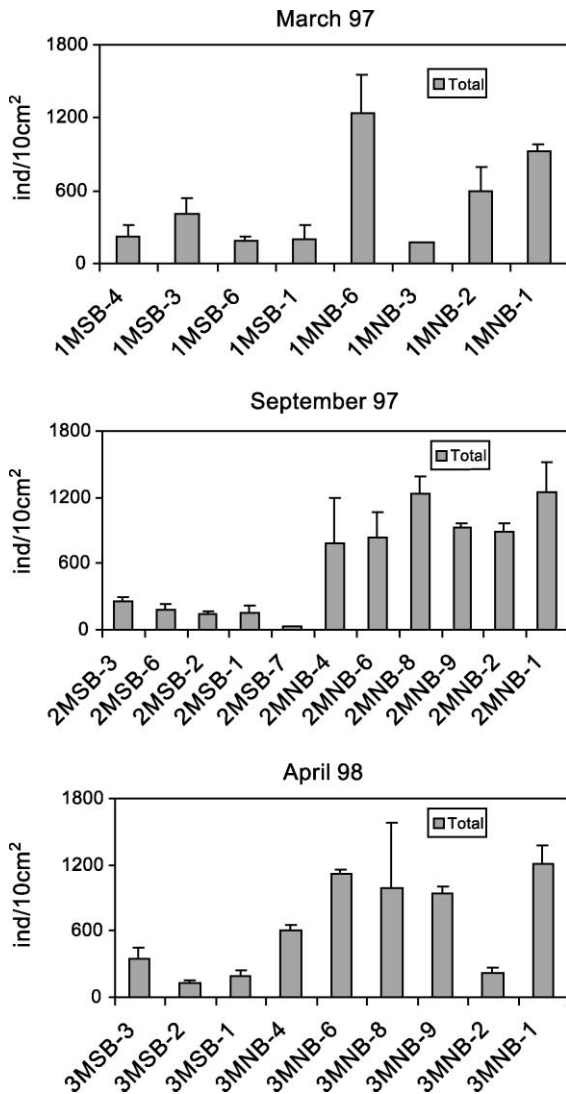 March 97
1800
1200
600
0
ind/10cm²
Total
1MSB-4
1MSB-3
1MSB-6
1MSB-1
1MNB-6
1MNB-3
1MNB-2
1MNB-1
September 97
1800
1200
600
0
ind/10cm²
Total
2MSB-3
2MSB-6
2MSB-2
2MSB-1
2MSB-7
2MNB-4
2MNB-6
2MNB-8
2MNB-9
2MNB-2
2MNB-1
April 98
1800
1200
600
0
ind/10cm²
Total
3MSB-3
3MSB-2
3MSB-1
3MNB-4
3MNB-6
3MNB-8
3MNB-9
3MNB-2
3MNB-1